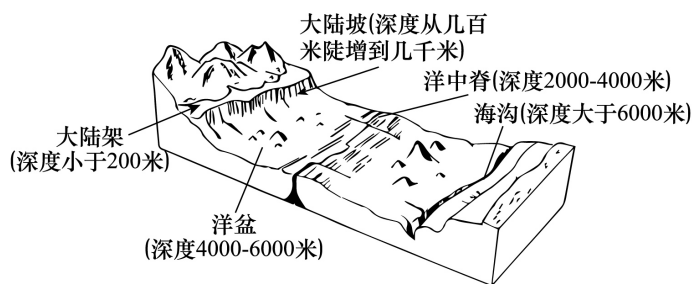 大陆坡(深度从几百
米陡增到几千米)
洋中脊(深度2000-4000米)
海沟(深度大于6000米)
大陆架
(深度小于200米)
洋盆
(深度4000-6000米)